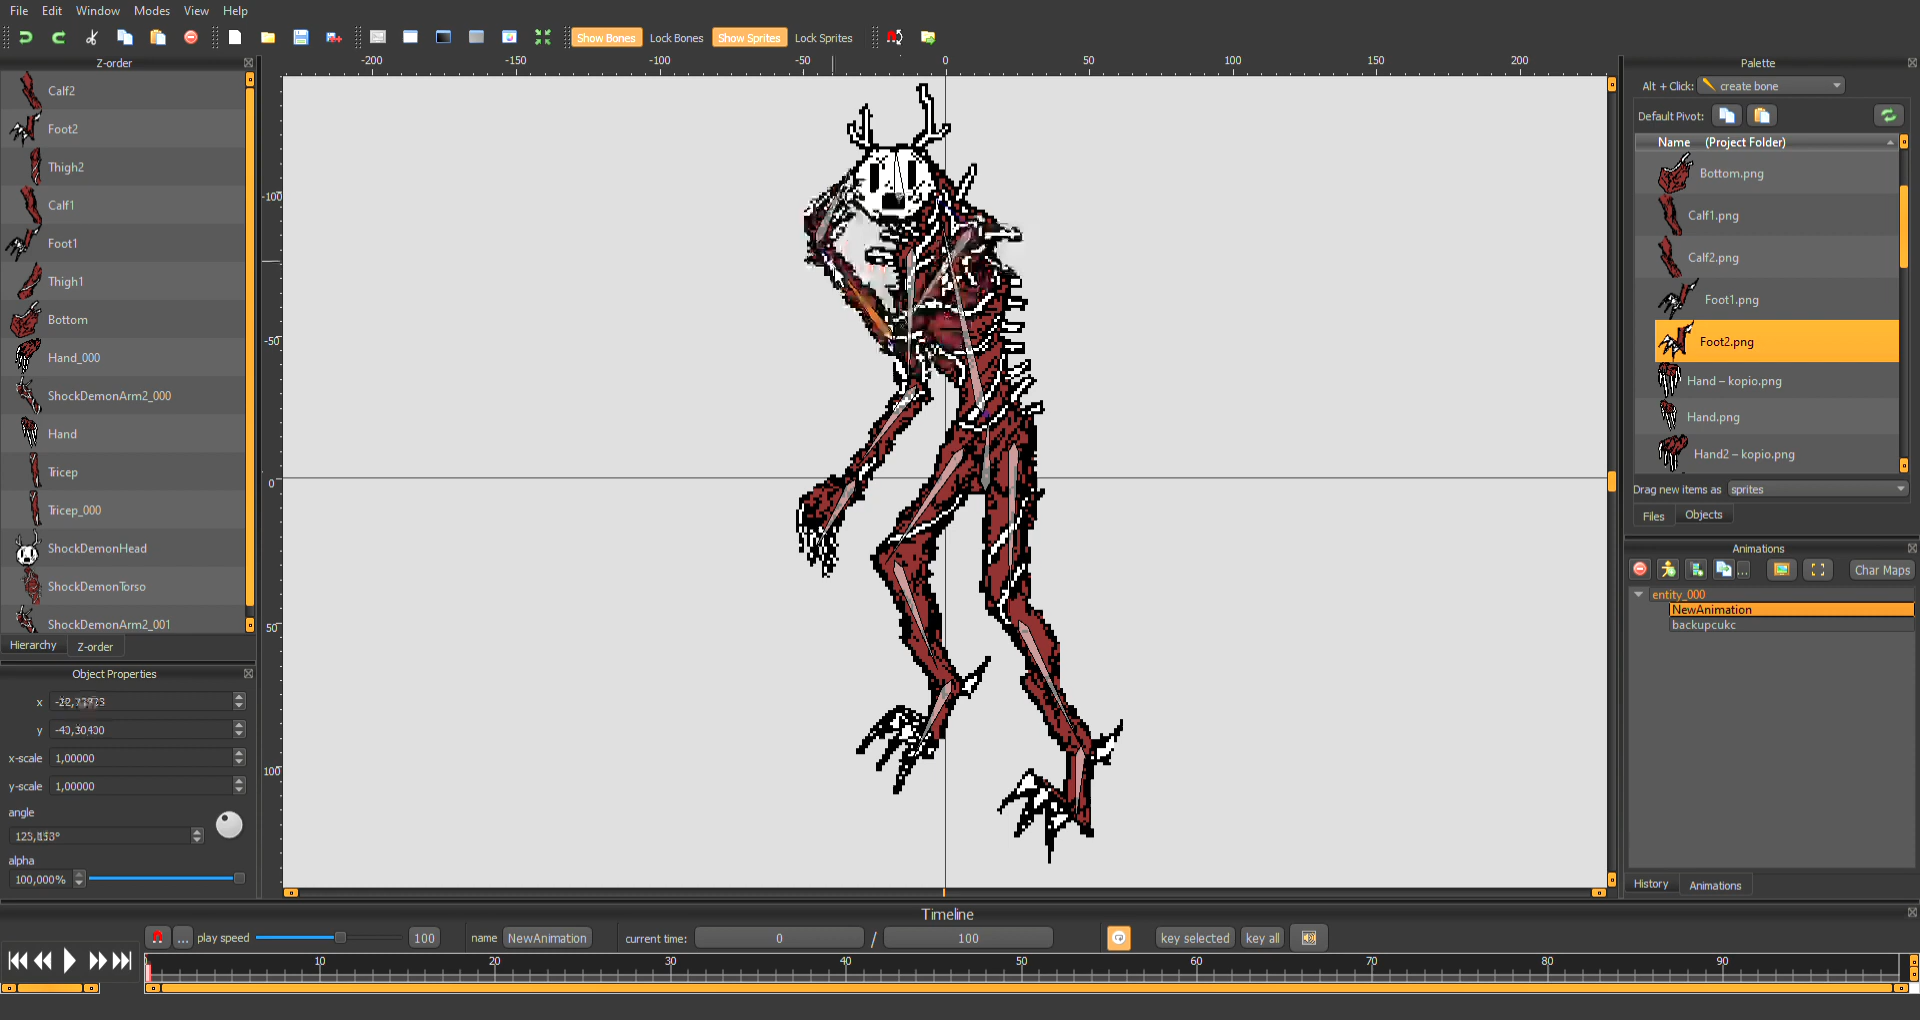 File Edit Window Modes View Help
Show Bones Lock Bones Show Sprites Lock Sprites
Z-order
Calf2
Foot2
Thigh2
Calf1
Foot1
Thigh1
Bottom
Hand_000
ShockDemonArm2_000
Hand
Tricep
Tricep_000
ShockDemonHead
ShockDemonTorso
ShockDemonArm2_001
Hierarchy Z-order
Object Properties
x
y
x-scale 1,00000
y-scale 1,00000
angle
alpha
100,000%
-200 -150 -100 -50 0 50 100 150 200
-100
-50
0
50
100
Palette
Alt + Click: create bone
Default Pivot:
Name (Project Folder)
Bottom.png
Calf1.png
Calf2.png
Foot1.png
Foot2.png
Hand – kopio.png
Hand.png
Hand2 – kopio.png
Drag new items as sprites
Files Objects
Animations
... Char Maps
entity_000
NewAnimation
backupcukc
History Animations
Timeline
... play speed 100 name NewAnimation current time: 0 / 100 key selected key all
10 20 30 40 50 60 70 80 90